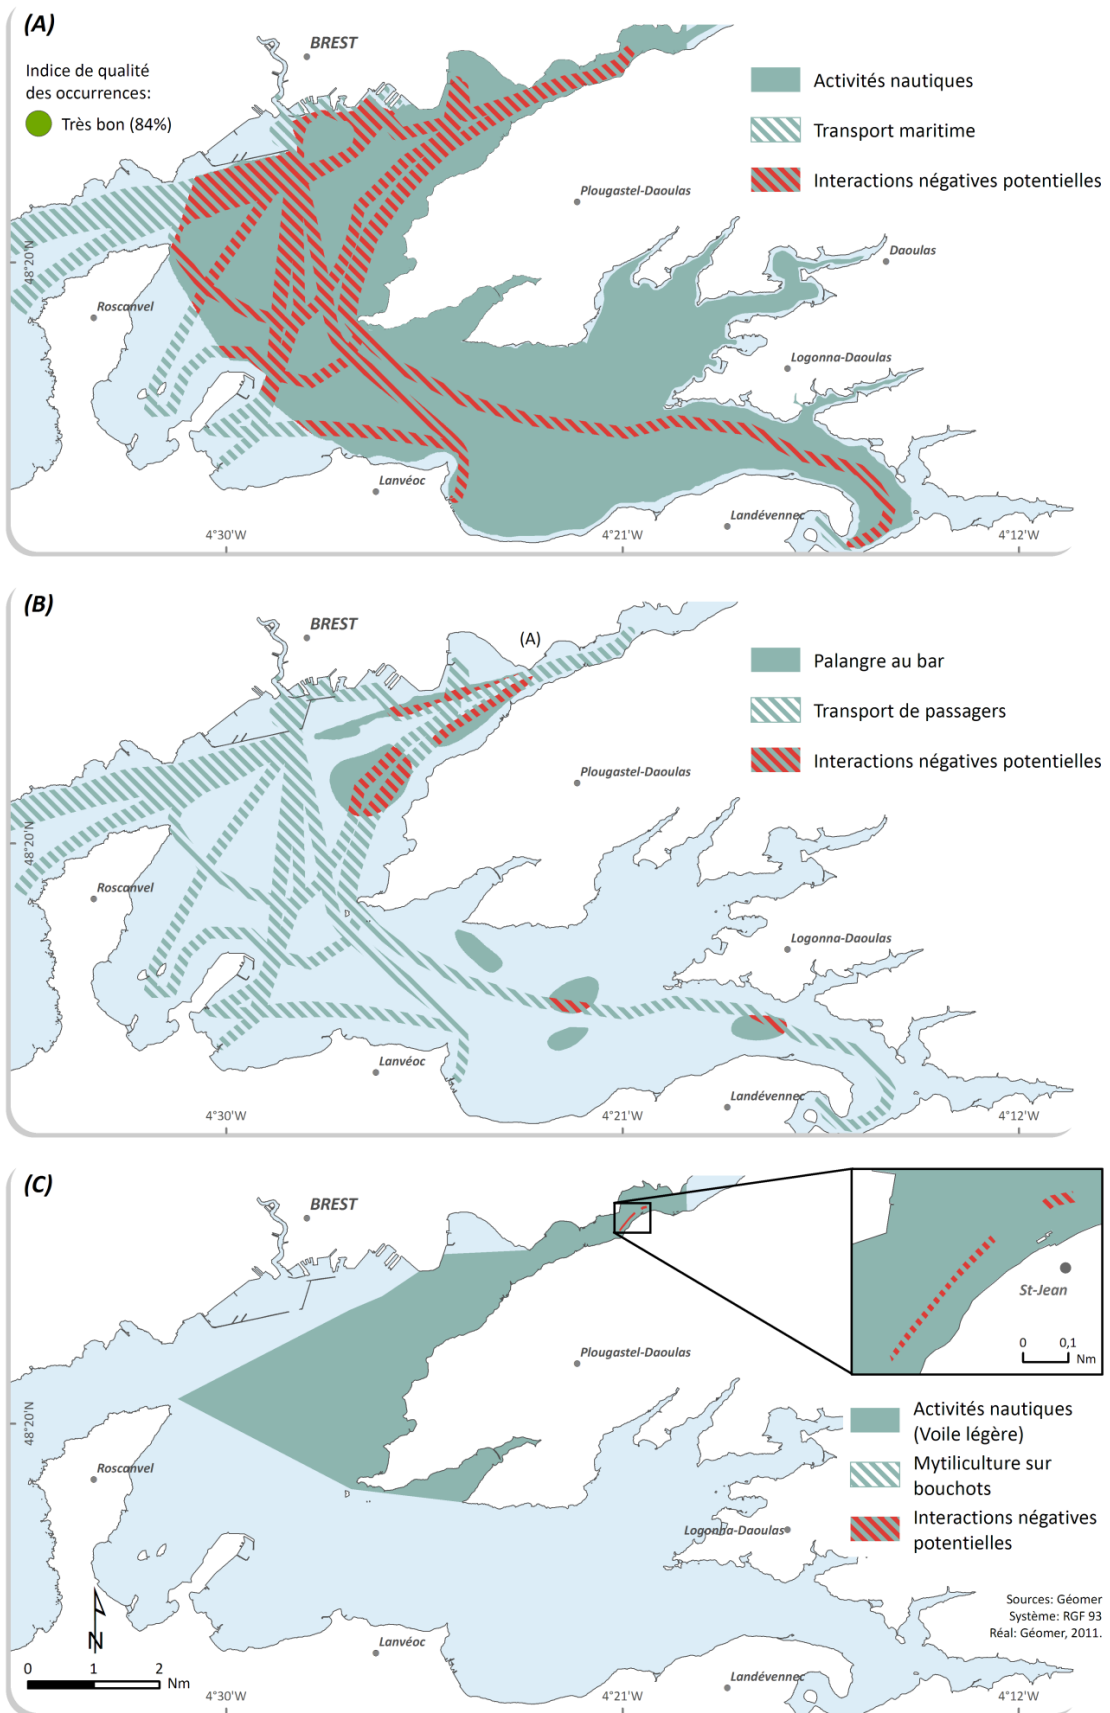 (A)
BREST
Indice de qualité
des occurrences:
Très bon (84%)
Activités nautiques
Transport maritime
Interactions négatives potentielles
Plougastel-Daoulas
Daoulas
48°20'N
Roscanvel
Logonna-Daoulas
Lanvéoc
Landévennec
4°30'W
4°21'W
4°12'W
(B)
BREST
(A)
Palangre au bar
Transport de passagers
Interactions négatives potentielles
Plougastel-Daoulas
48°20'N
Roscanvel
Logonna-Daoulas
Lanvéoc
Landévennec
4°30'W
4°21'W
4°12'W
(C)
BREST
St-Jean
0 0,1
Nm
Plougastel-Daoulas
48°20'N
Activités nautiques
(Voile légère)
Mytiliculture sur
bouchots
Interactions négatives
potentielles
Roscanvel
Logonna-Daoulas
Sources: Géomer
Système: RGF 93
Réal: Géomer, 2011.
N
Lanvéoc
0 1 2
Nm
Landévennec
4°30'W
4°21'W
4°12'W